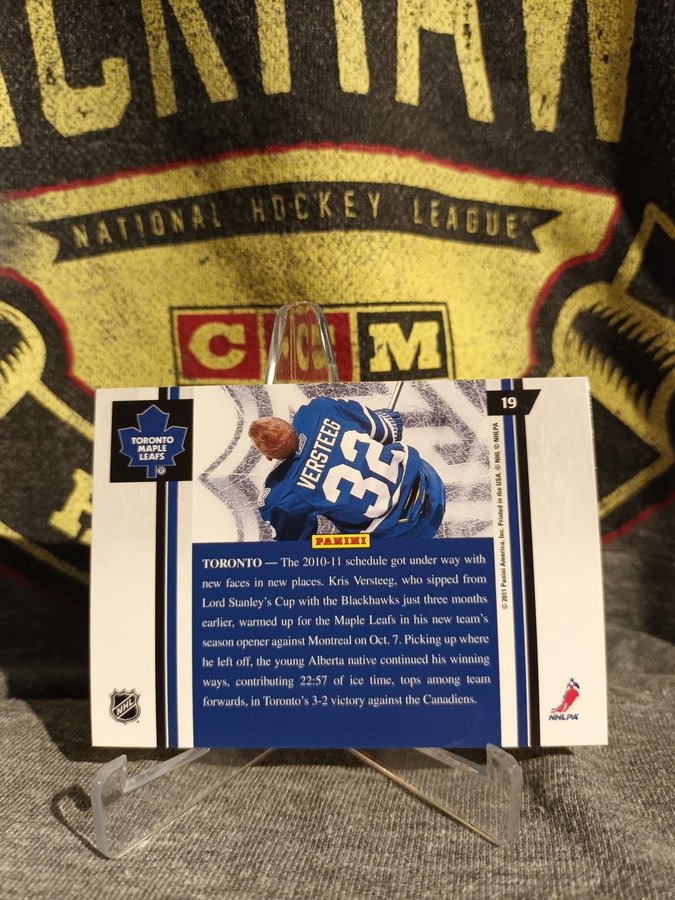 CKHAW
NATIONAL HOCKEY LEAGUE
CCM
TORONTO
MAPLE
LEAFS
19
VERSTEEG
32
PANINI
TORONTO — The 2010-11 schedule got under way with
new faces in new places. Kris Versteeg, who sipped from
Lord Stanley's Cup with the Blackhawks just three months
earlier, warmed up for the Maple Leafs in his new team's
season opener against Montreal on Oct. 7. Picking up where
he left off, the young Alberta native continued his winning
ways, contributing 22:57 of ice time, tops among team
forwards, in Toronto's 3-2 victory against the Canadiens.
© 2011 Panini America, Inc. Printed in the USA. © NHL © NHLPA
NHL
NHLPA